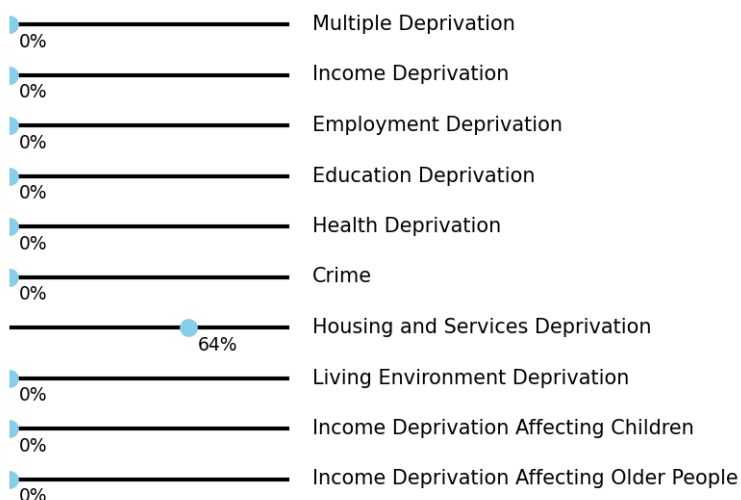 Multiple Deprivation
0%
Income Deprivation
0%
Employment Deprivation
0%
Education Deprivation
0%
Health Deprivation
0%
Crime
0%
Housing and Services Deprivation
64%
Living Environment Deprivation
0%
Income Deprivation Affecting Children
0%
Income Deprivation Affecting Older People
0%